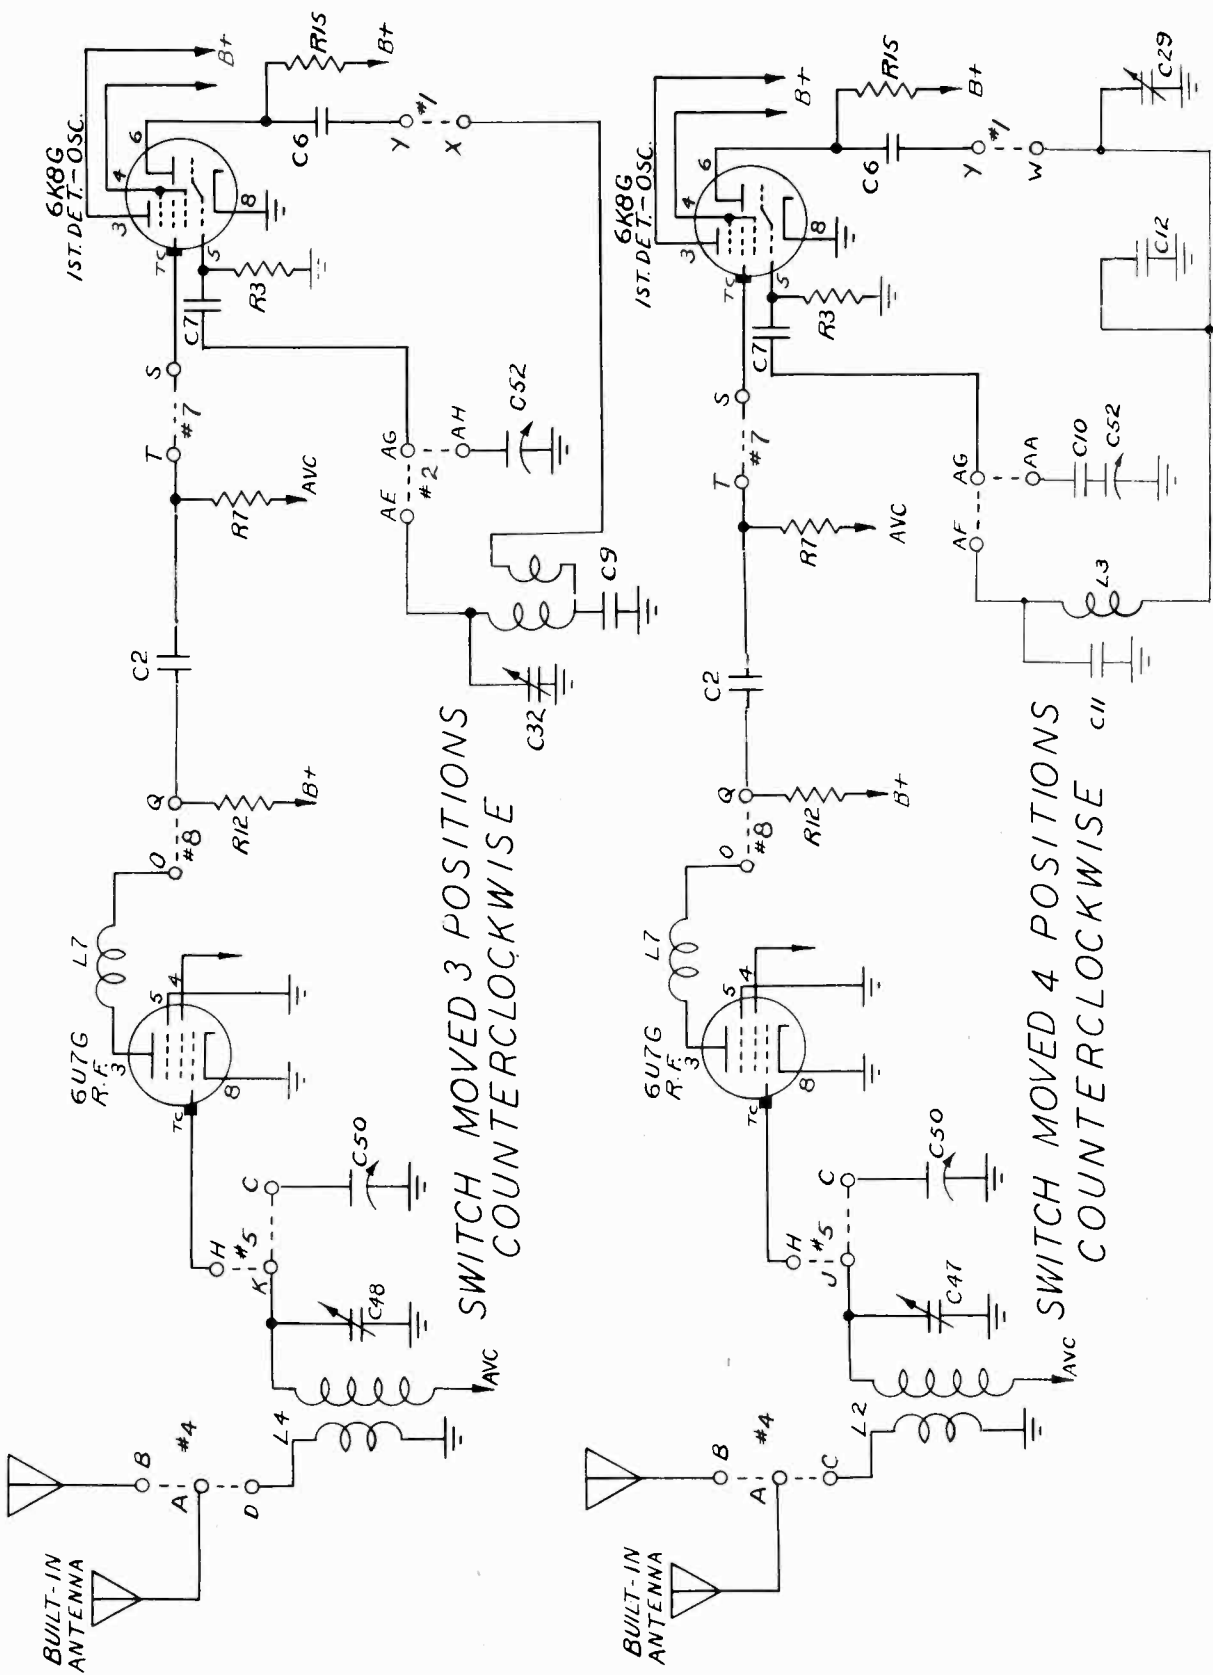 BUILT-IN
ANTENNA
B
A
#4
D
L4
AVC
C48
K
H
#5
C
C50
6U7G
R.F.
3
TC
8
5
4
L7
O
#8
Q
R12
B+
C2
T
#7
S
R7
AVC
6K8G
1ST. DET.-OSC.
3
4
6
TC
5
8
B+
R15
B+
C6
Y
#1
X
C7
R3
AE
AG
#2
AH
C52
C9
C32
SWITCH MOVED 3 POSITIONS
COUNTERCLOCKWISE
BUILT-IN
ANTENNA
B
A
#4
C
L2
AVC
C47
J
H
#5
C
C50
6U7G
R.F.
3
TC
8
5
4
L7
O
#8
Q
R12
B+
C2
T
#7
S
R7
AVC
6K8G
1ST. DET.-OSC.
3
4
6
TC
5
8
B+
R15
B+
C6
Y
#1
W
C29
C12
C7
R3
AF
AG
AA
C10
C52
L3
C11
SWITCH MOVED 4 POSITIONS
COUNTERCLOCKWISE